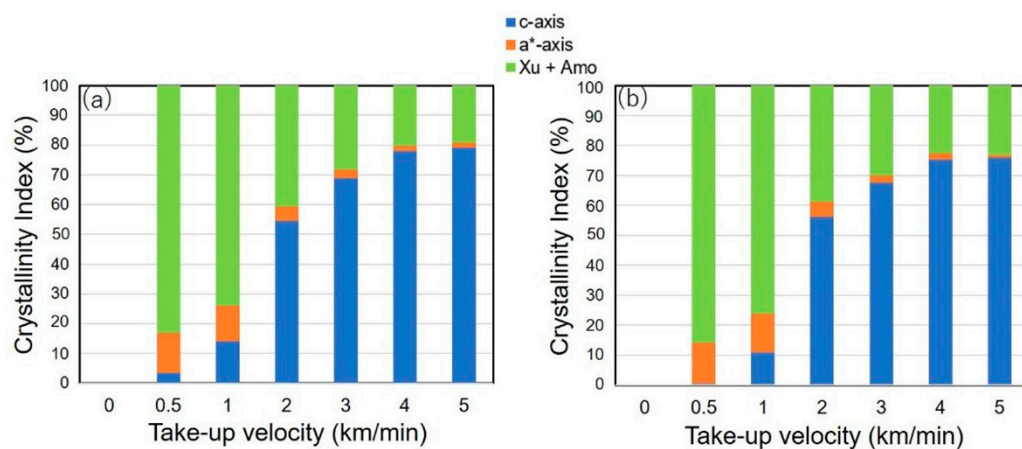 c-axis
a*-axis
Xu + Amo
(a)
Crystallinity Index (%)
100
90
80
70
60
50
40
30
20
10
0
0 0.5 1 2 3 4 5
Take-up velocity (km/min)
(b)
Crystallinity Index (%)
100
90
80
70
60
50
40
30
20
10
0
0 0.5 1 2 3 4 5
Take-up velocity (km/min)